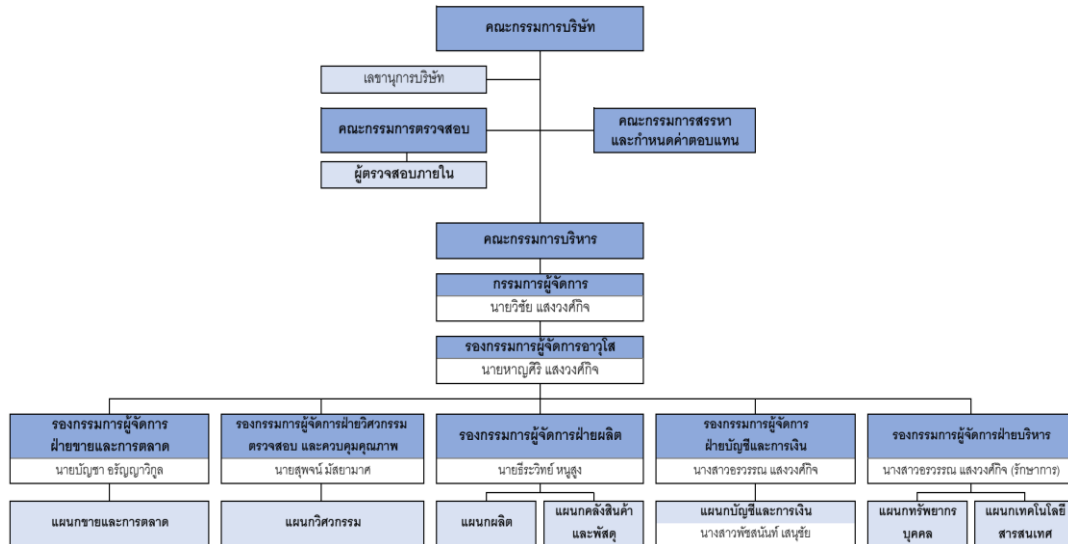 คณะกรรมการบริษัท
เลขานุการบริษัท
คณะกรรมการตรวจสอบ
คณะกรรมการสรรหา
และกำหนดค่าตอบแทน
ผู้ตรวจสอบภายใน
คณะกรรมการบริหาร
กรรมการผู้จัดการ
นายวิชัย แสงวงศ์กิจ
รองกรรมการผู้จัดการอาวุโส
นายหาญศิริ แสงวงศ์กิจ
รองกรรมการผู้จัดการ
ฝ่ายขายและการตลาด
นายบัญชา อรัญญาวิกูล
รองกรรมการผู้จัดการฝ่ายวิศวกรรม
ตรวจสอบ และควบคุมคุณภาพ
นายสุพจน์ มัสยามาศ
รองกรรมการผู้จัดการฝ่ายผลิต
นายธีระวิทย์ หนูสูง
รองกรรมการผู้จัดการ
ฝ่ายบัญชีและการเงิน
นางสาวอรวรรณ แสงวงศ์กิจ
รองกรรมการผู้จัดการฝ่ายบริหาร
นางสาวอรวรรณ แสงวงศ์กิจ (รักษาการ)
แผนกขายและการตลาด
แผนกวิศวกรรม
แผนกผลิต
แผนกคลังสินค้า
และพัสดุ
แผนกบัญชีและการเงิน
นางสาวพัชสนันท์ เสนุชัย
แผนกทรัพยากร
บุคคล
แผนกเทคโนโลยี
สารสนเทศ